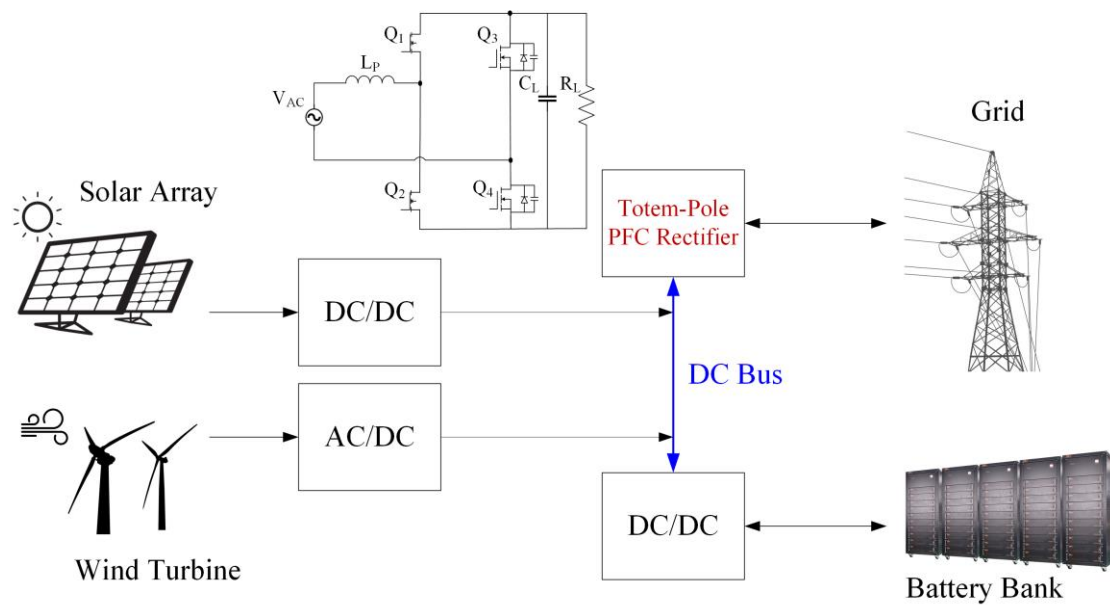 Q1
Q3
LP
CL
RL
VAC
Grid
Q2
Q4
Solar Array
Totem-Pole
PFC Rectifier
DC/DC
DC Bus
AC/DC
DC/DC
Wind Turbine
Battery Bank